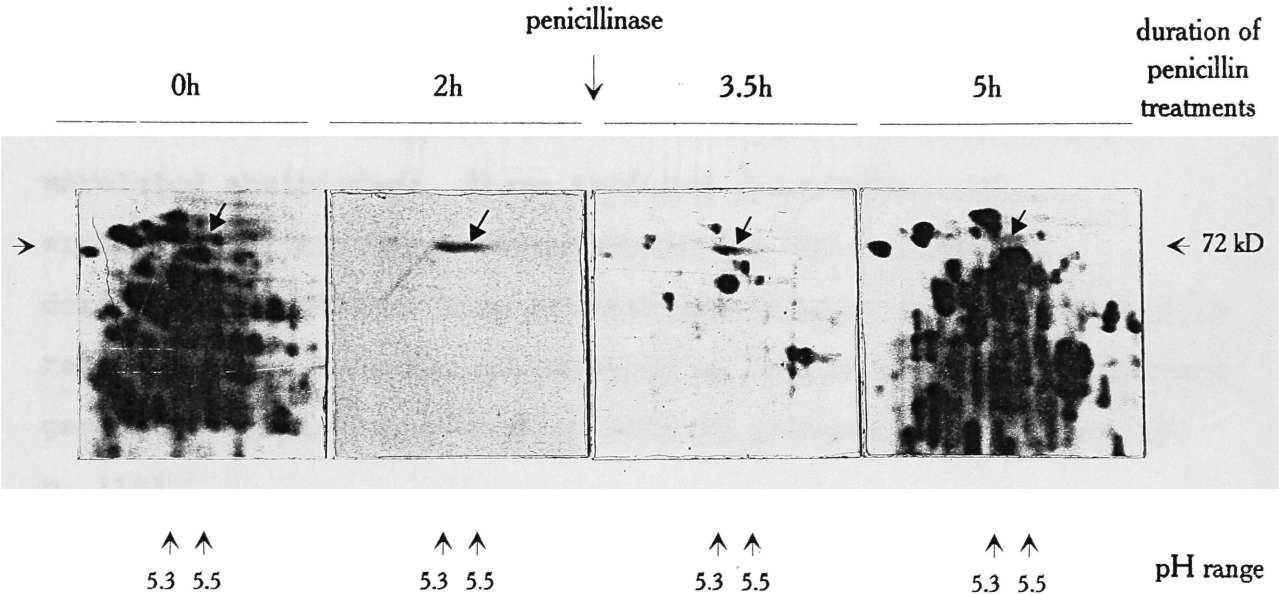 penicillinase
duration of
penicillin
treatments
0h 2h 3.5h 5h
72 kD
5.3 5.5 5.3 5.5 5.3 5.5 5.3 5.5
pH range